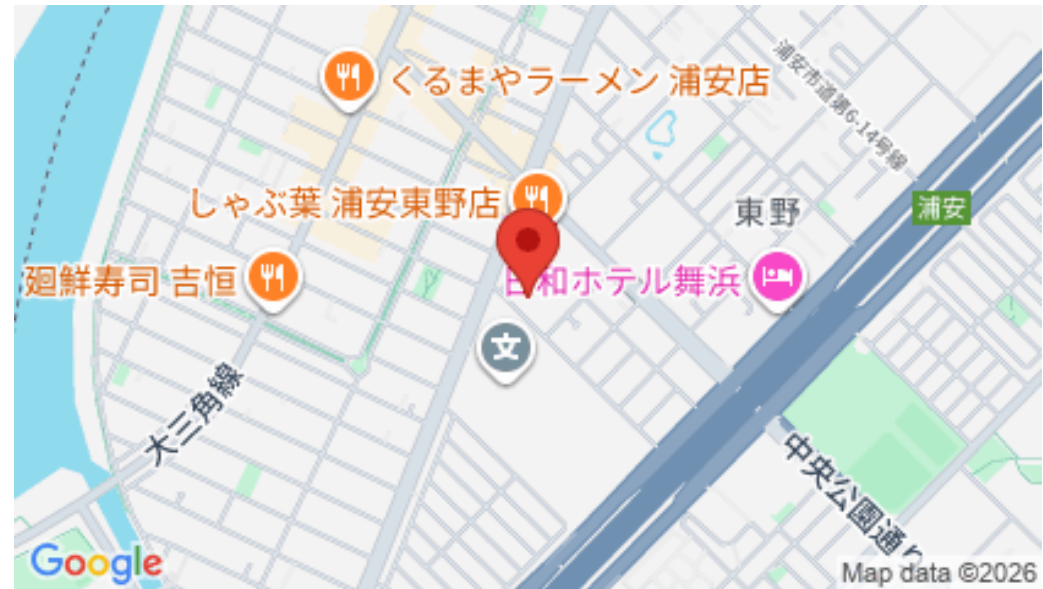 くるまやラーメン 浦安店
浦安市道第6-14号線
しゃぶ葉 浦安東野店
東野
浦安
廻鮮寿司 吉恒
日和ホテル舞浜
文
大三角線
中央公園通り
Google
Map data ©2026